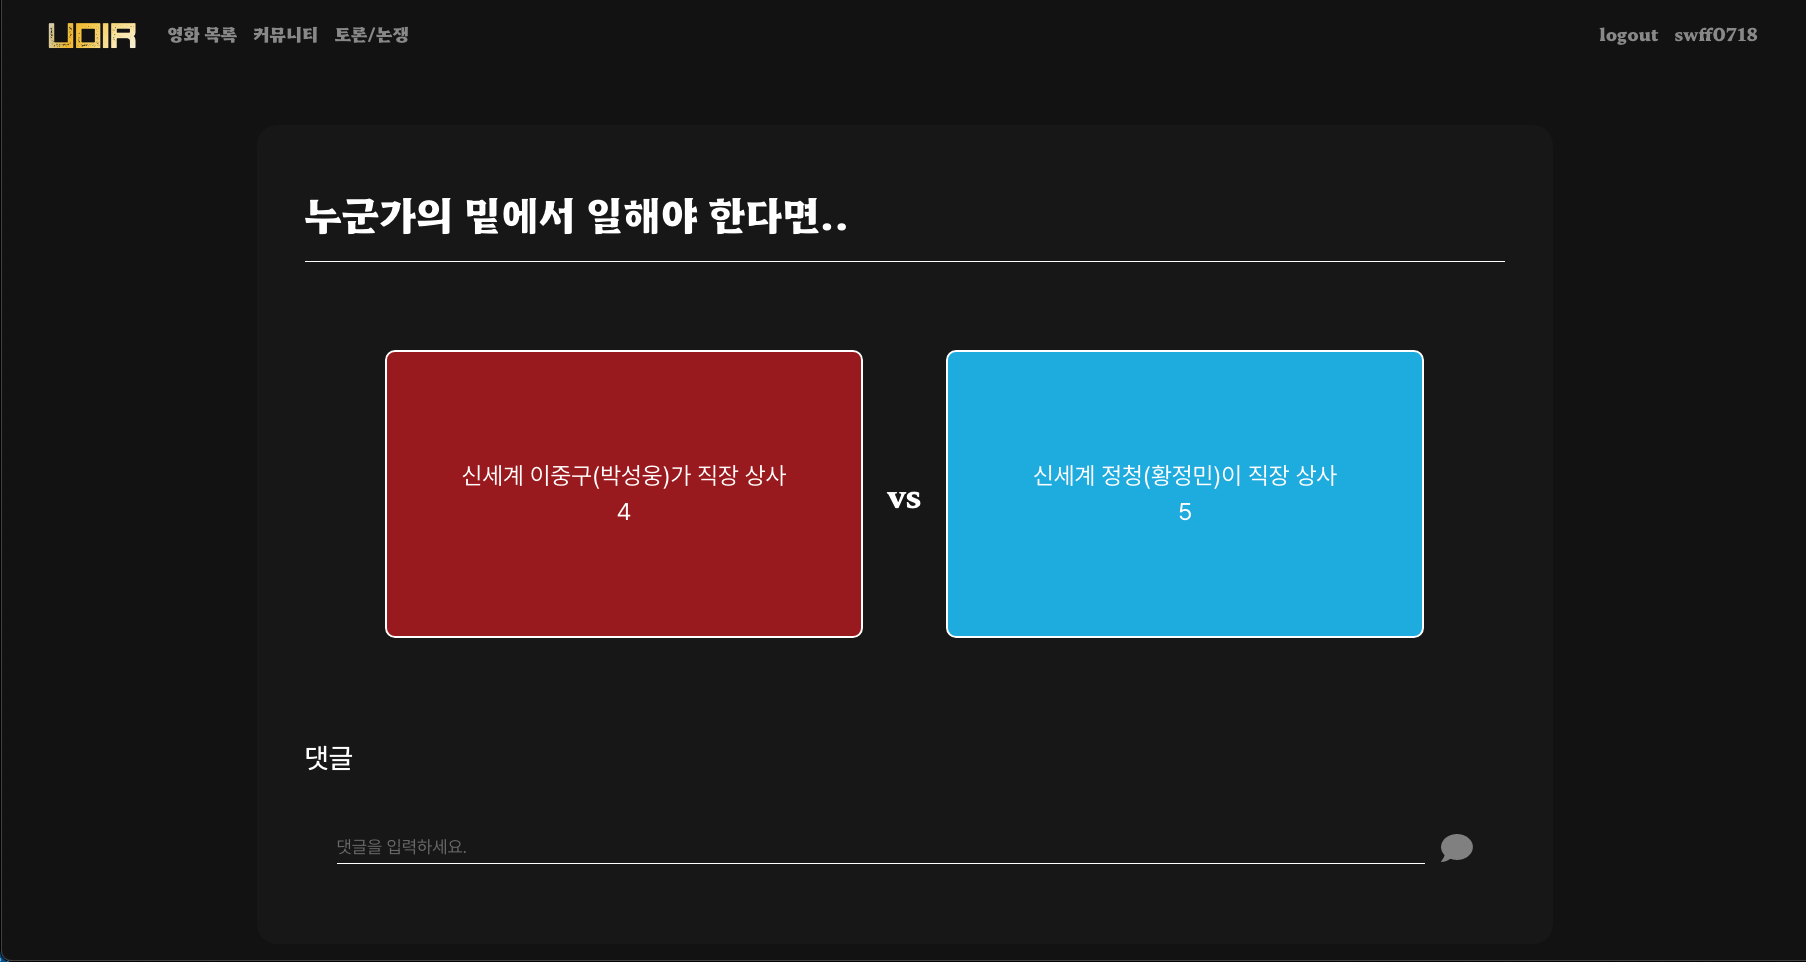 UOIR 영화 목록 커뮤니티 토론/논쟁 logout swff0718
누군가의 밑에서 일해야 한다면..
신세계 이중구(박성웅)가 직장 상사
4
vs
신세계 정청(황정민)이 직장 상사
5
댓글
댓글을 입력하세요.